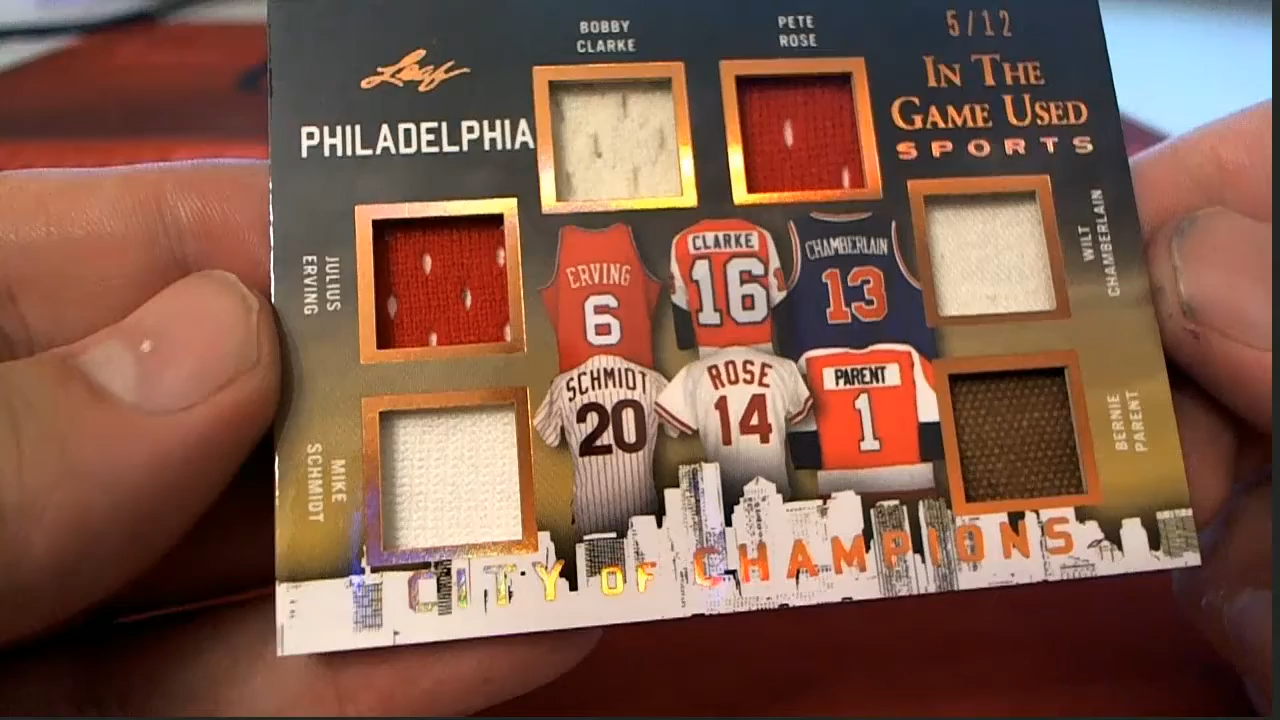 BOBBY
CLARKE
PETE
ROSE
5/12
Leaf
IN THE
GAME USED
SPORTS
PHILADELPHIA
JULIUS
ERVING
WILT
CHAMBERLAIN
ERVING
6
CLARKE
16
CHAMBERLAIN
13
SCHMIDT
20
ROSE
14
PARENT
1
MIKE
SCHMIDT
BERNIE
PARENT
CITY OF CHAMPIONS